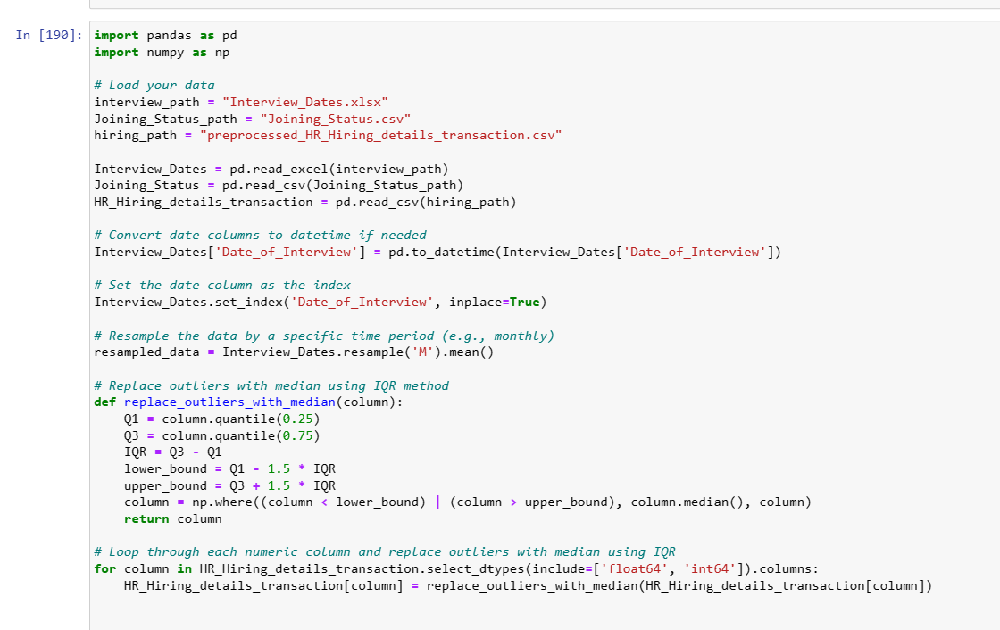 In [190]:
import pandas as pd
import numpy as np
# Load your data
interview_path = "Interview_Dates.xlsx"
Joining_Status_path = "Joining_Status.csv"
hiring_path = "preprocessed_HR_Hiring_details_transaction.csv"
Interview_Dates = pd.read_excel(interview_path)
Joining_Status = pd.read_csv(Joining_Status_path)
HR_Hiring_details_transaction = pd.read_csv(hiring_path)
# Convert date columns to datetime if needed
Interview_Dates['Date_of_Interview'] = pd.to_datetime(Interview_Dates['Date_of_Interview'])
# Set the date column as the index
Interview_Dates.set_index('Date_of_Interview', inplace=True)
# Resample the data by a specific time period (e.g., monthly)
resampled_data = Interview_Dates.resample('M').mean()
# Replace outliers with median using IQR method
def replace_outliers_with_median(column):
    Q1 = column.quantile(0.25)
    Q3 = column.quantile(0.75)
    IQR = Q3 - Q1
    lower_bound = Q1 - 1.5 * IQR
    upper_bound = Q3 + 1.5 * IQR
    column = np.where((column < lower_bound) | (column > upper_bound), column.median(), column)
    return column
# Loop through each numeric column and replace outliers with median using IQR
for column in HR_Hiring_details_transaction.select_dtypes(include=['float64', 'int64']).columns:
    HR_Hiring_details_transaction[column] = replace_outliers_with_median(HR_Hiring_details_transaction[column])